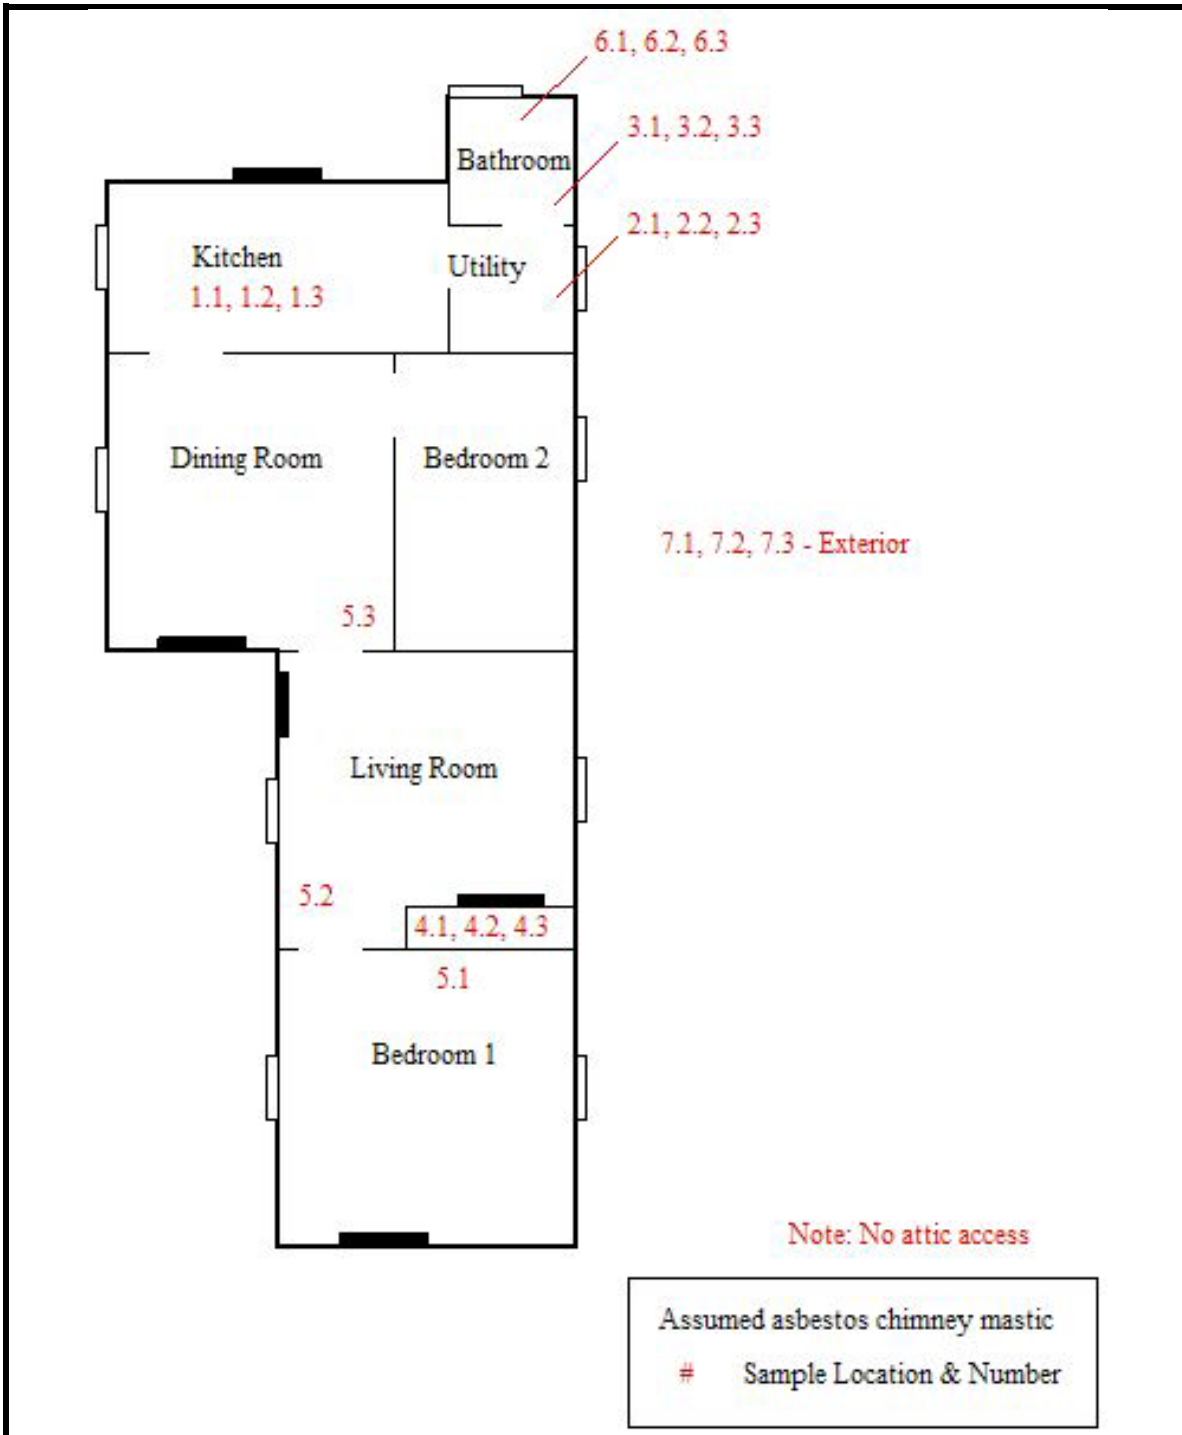 6.1, 6.2, 6.3
3.1, 3.2, 3.3
Bathroom
2.1, 2.2, 2.3
Kitchen
Utility
1.1, 1.2, 1.3
Dining Room
Bedroom 2
7.1, 7.2, 7.3 - Exterior
5.3
Living Room
5.2
4.1, 4.2, 4.3
5.1
Bedroom 1
Note: No attic access
Assumed asbestos chimney mastic
# Sample Location & Number